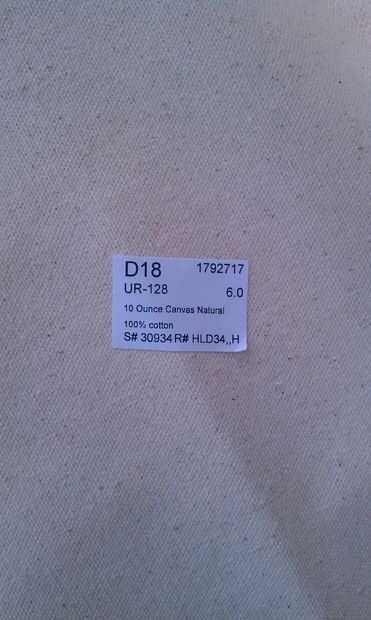 D18 1792717
UR-128 6.0
10 Ounce Canvas Natural
100% cotton
S# 30934 R# HLD34,,H